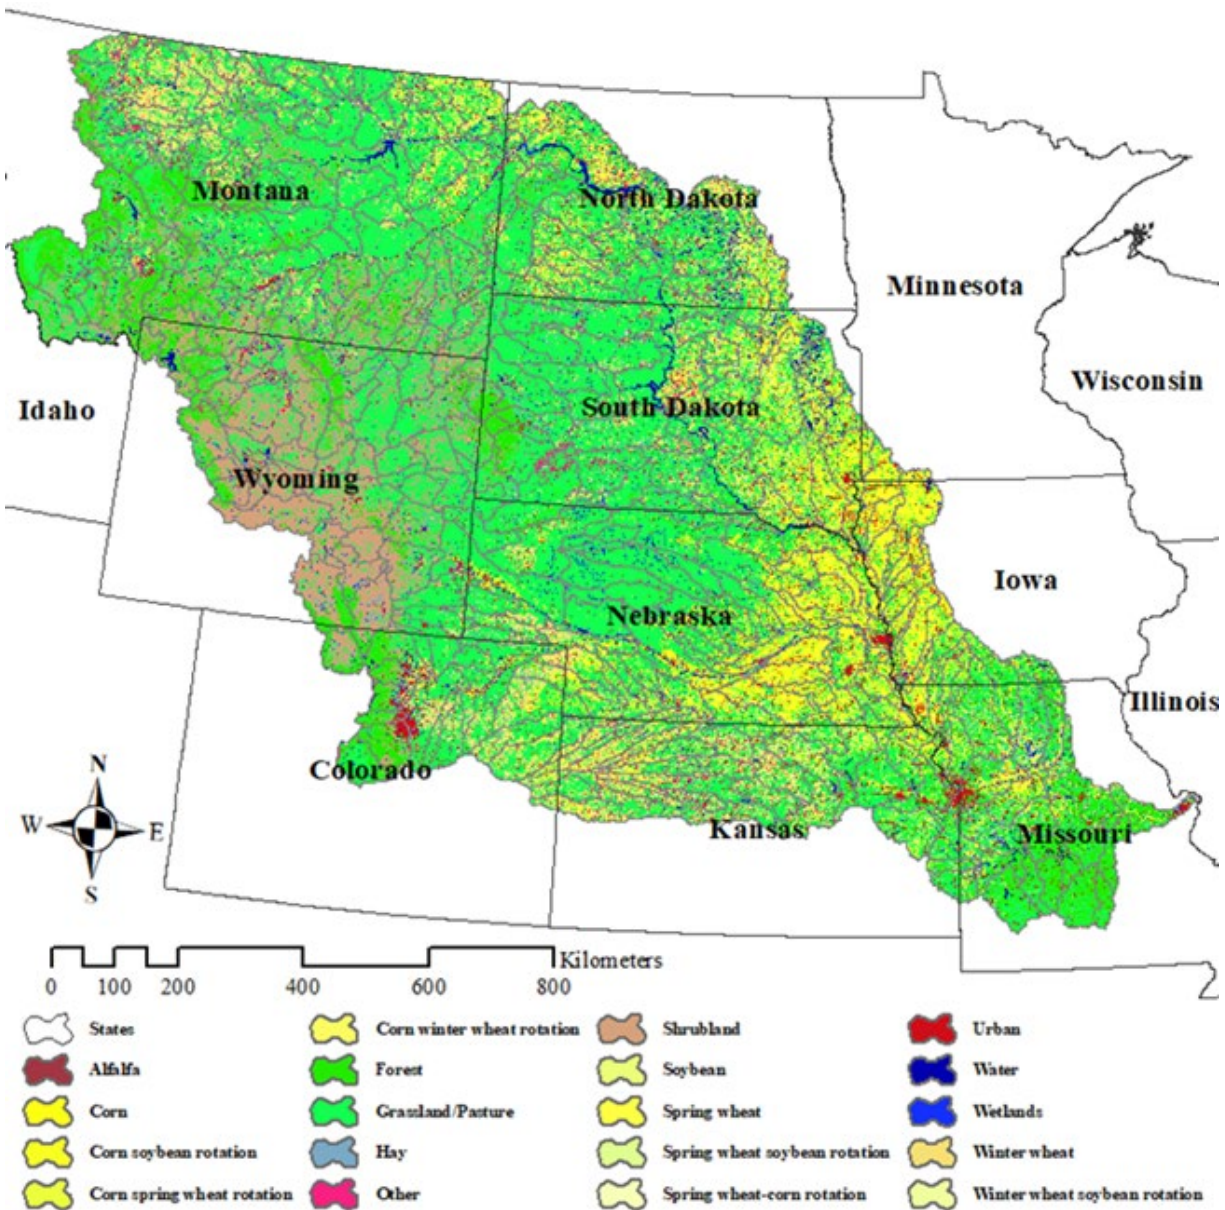 Montana
North Dakota
Minnesota
Wisconsin
Idaho
South Dakota
Wyoming
Iowa
Nebraska
Illinois
Colorado
Kansas
Missouri
N
W E
S
Kilometers
0 100 200 400 600 800
States Corn winter wheat rotation Shrubland Urban
Alfalfa Forest Soybean Water
Corn Grassland/Pasture Spring wheat Wetlands
Corn soybean rotation Hay Spring wheat soybean rotation Winter wheat
Corn spring wheat rotation Other Spring wheat-corn rotation Winter wheat soybean rotation